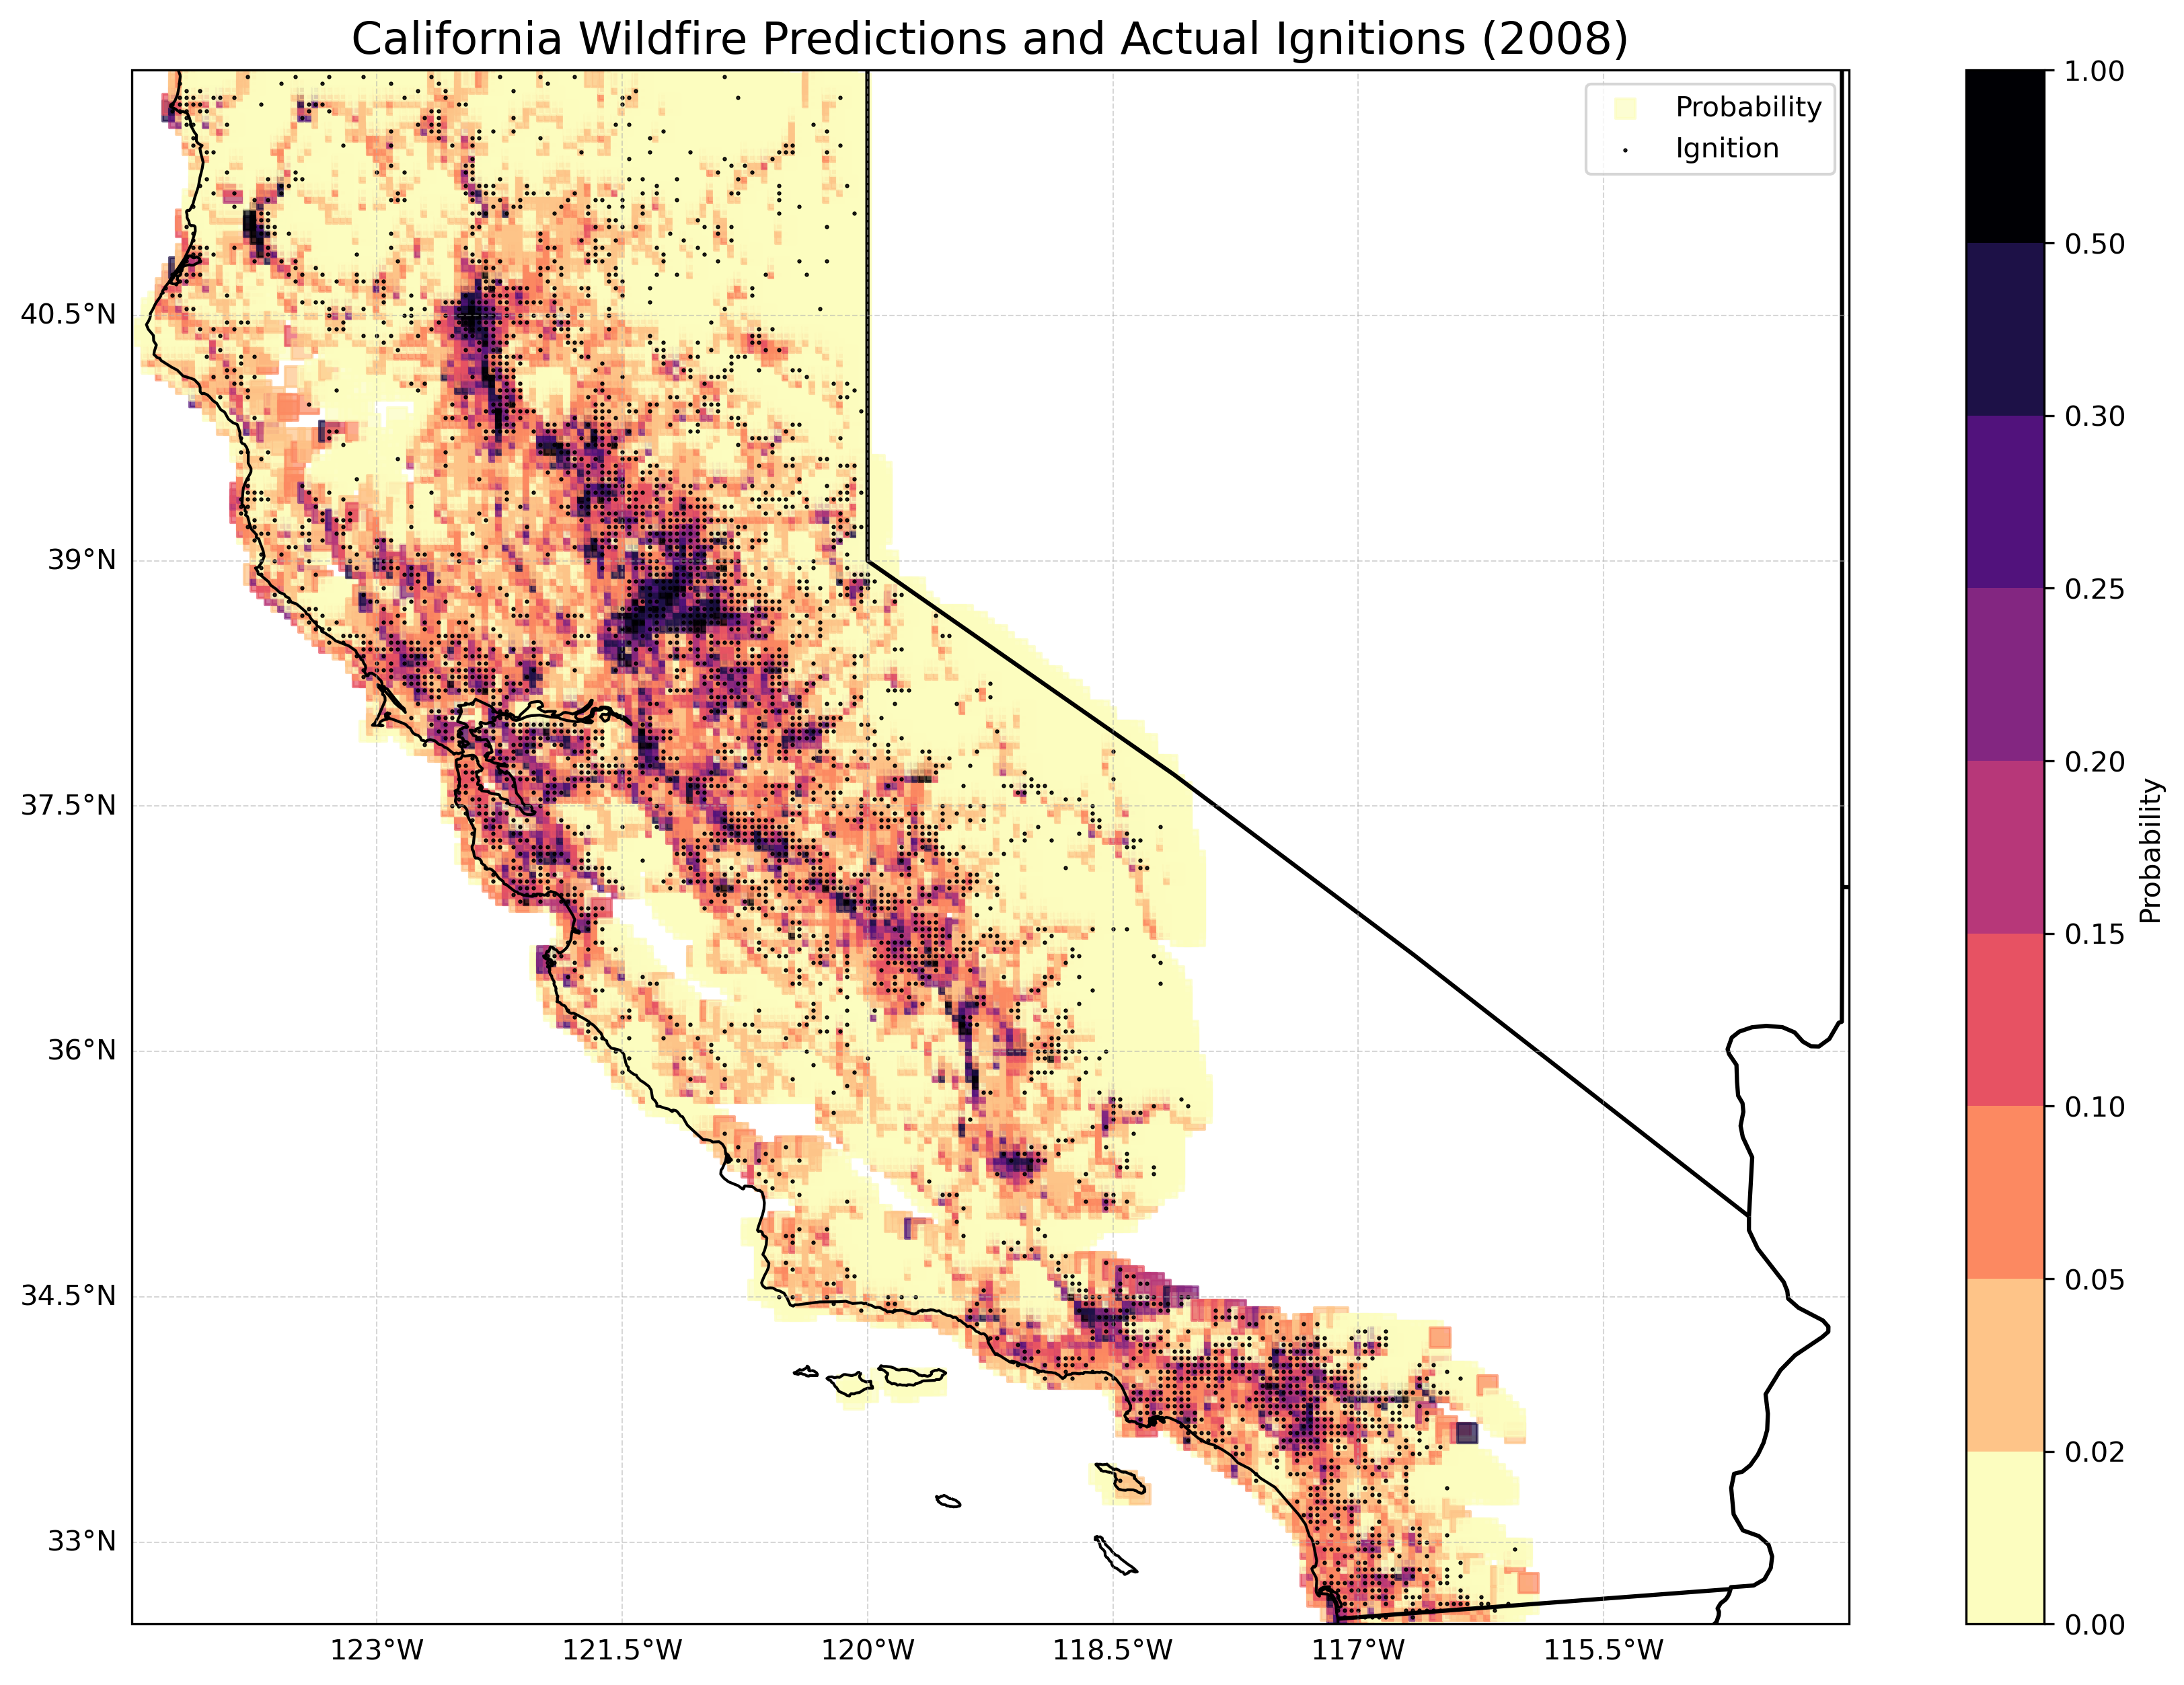 California Wildfire Predictions and Actual Ignitions (2008)
Probability
Ignition
40.5°N
39°N
37.5°N
36°N
34.5°N
33°N
123°W
121.5°W
120°W
118.5°W
117°W
115.5°W
1.00
0.50
0.30
0.25
0.20
0.15
0.10
0.05
0.02
0.00
Probability